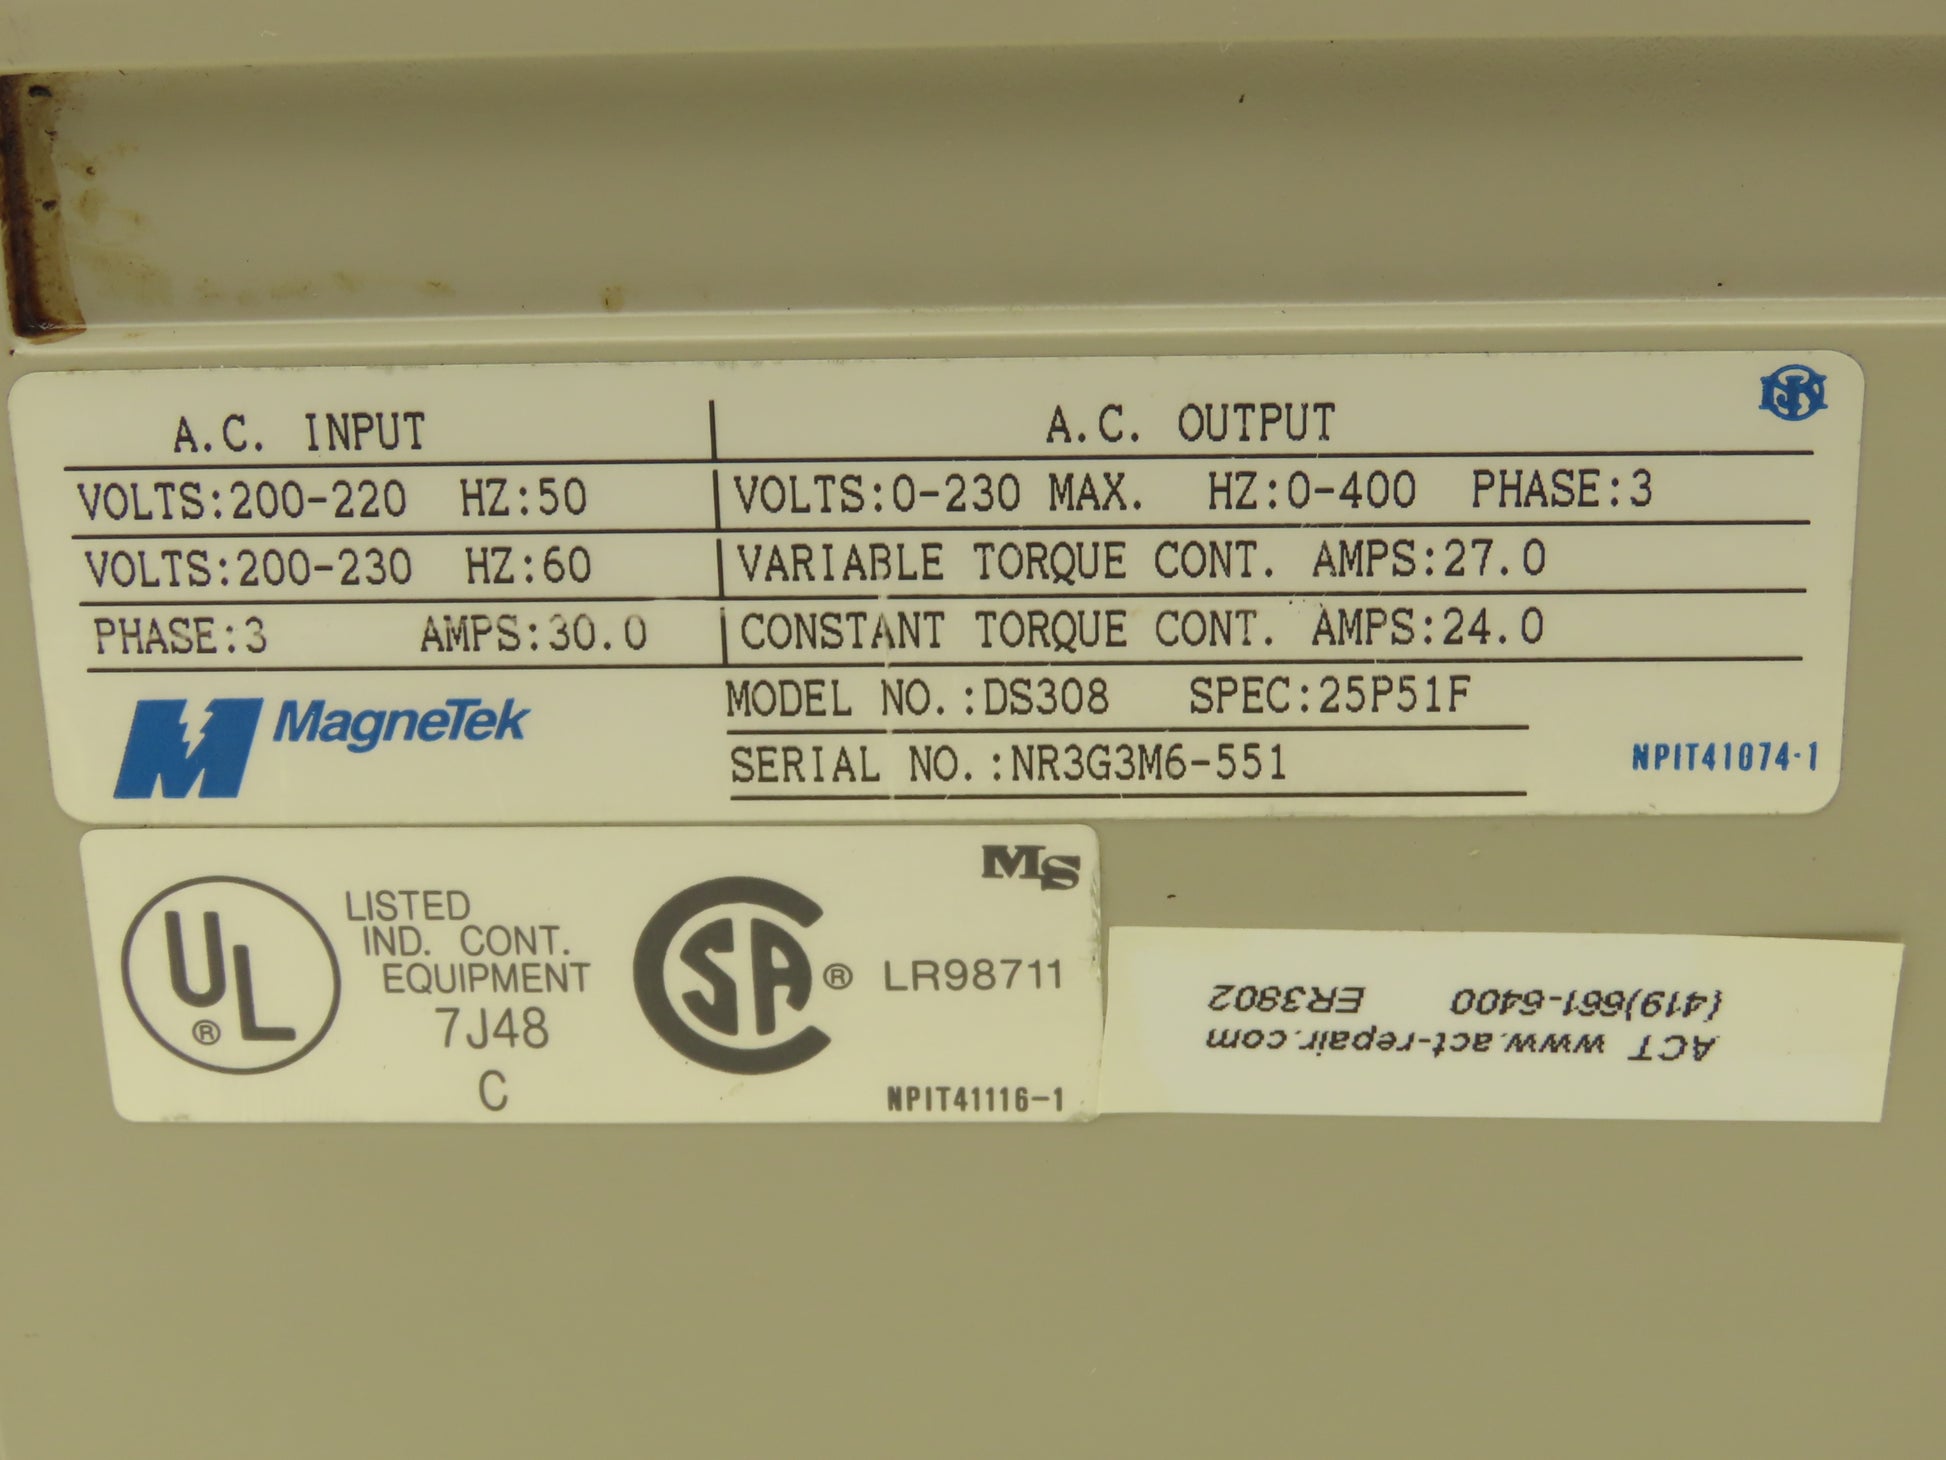 A.C. INPUT A.C. OUTPUT
VOLTS:200-220 HZ:50 VOLTS:0-230 MAX. HZ:0-400 PHASE:3
VOLTS:200-230 HZ:60 VARIABLE TORQUE CONT. AMPS:27.0
PHASE:3 AMPS:30.0 CONSTANT TORQUE CONT. AMPS:24.0
MagneTek MODEL NO.:DS308 SPEC:25P51F
SERIAL NO.:NR3G3M6-551 NPIT41074-1
MS
UL
®
LISTED
IND. CONT.
EQUIPMENT
7J48
C
SA ® LR98711
NPIT41116-1
ACT www.act-repair.com
(419)661-6400 ER3802